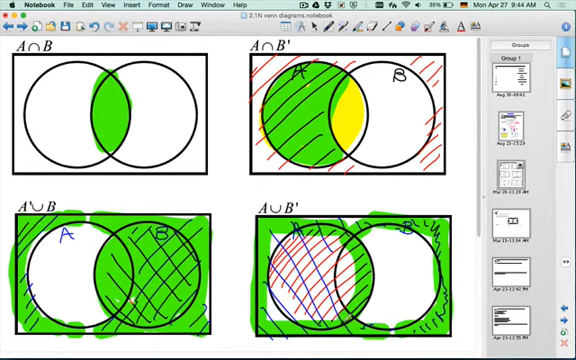 Notebook File Edit View Insert Format Draw Window Help
35% Mon Apr 27 9:44 AM
2.1N venn diagrams.notebook
Groups
Group 1
A∩B
A∩B'
A
B
A'∪B
A∪B'
A
B
A
B